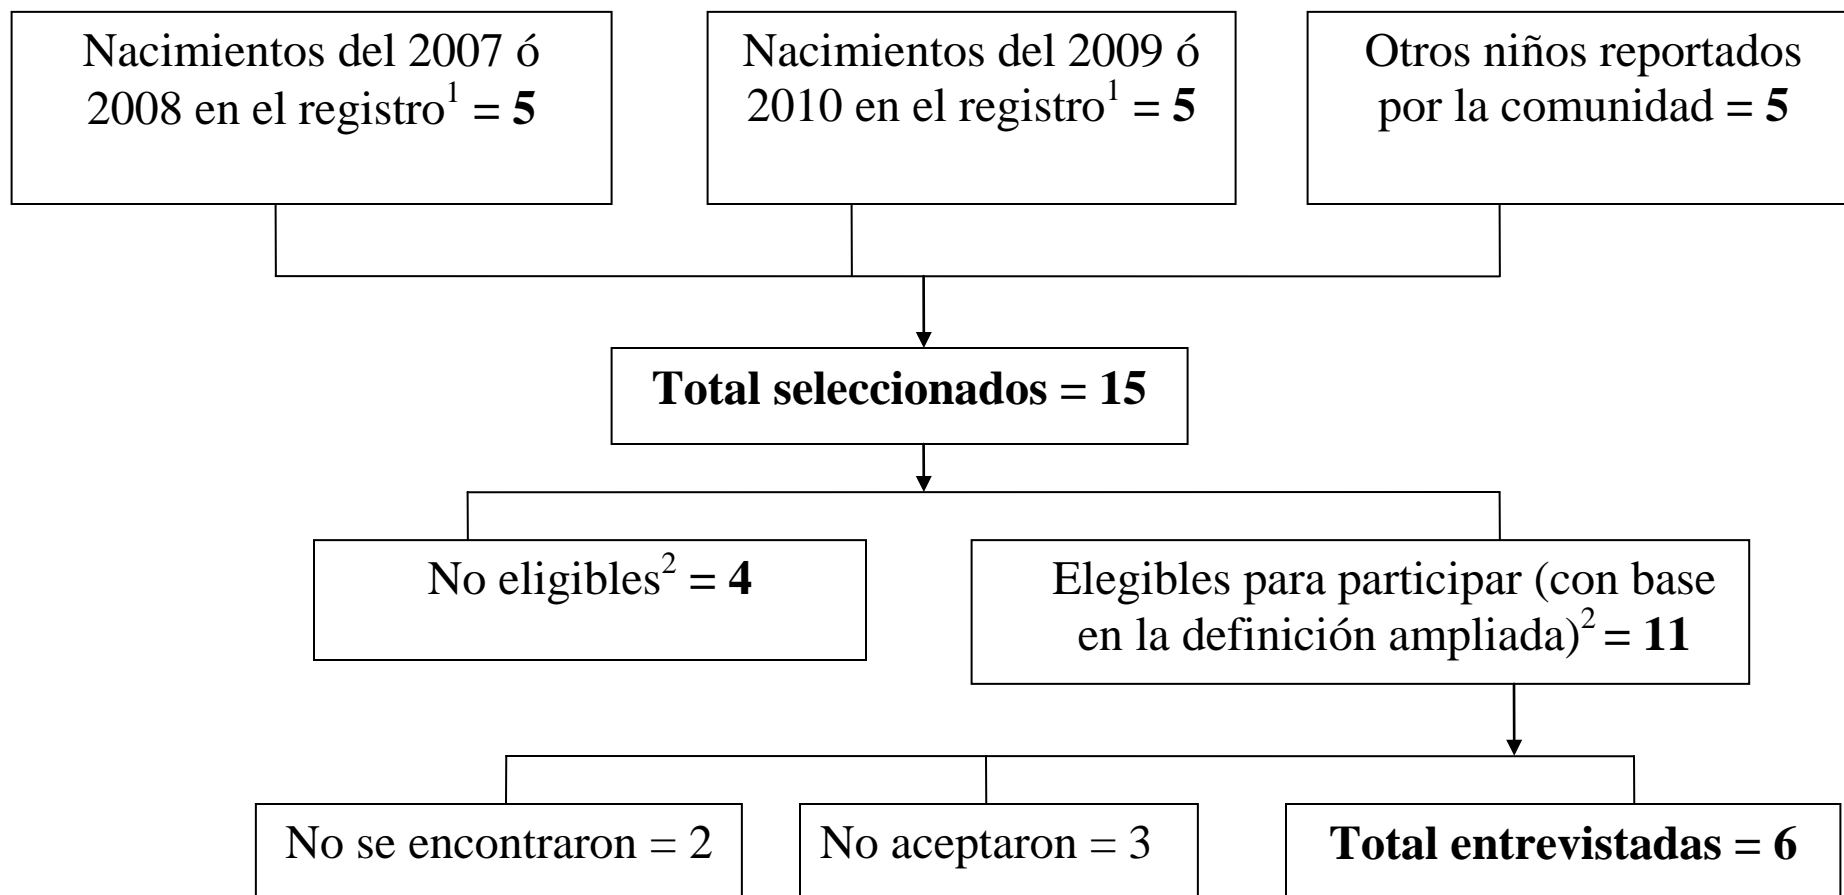 Nacimientos del 2007 ó
2008 en el registro¹ = 5
Nacimientos del 2009 ó
2010 en el registro¹ = 5
Otros niños reportados
por la comunidad = 5
Total seleccionados = 15
No eligibles² = 4
Elegibles para participar (con base
en la definición ampliada)² = 11
No se encontraron = 2
No aceptaron = 3
Total entrevistadas = 6